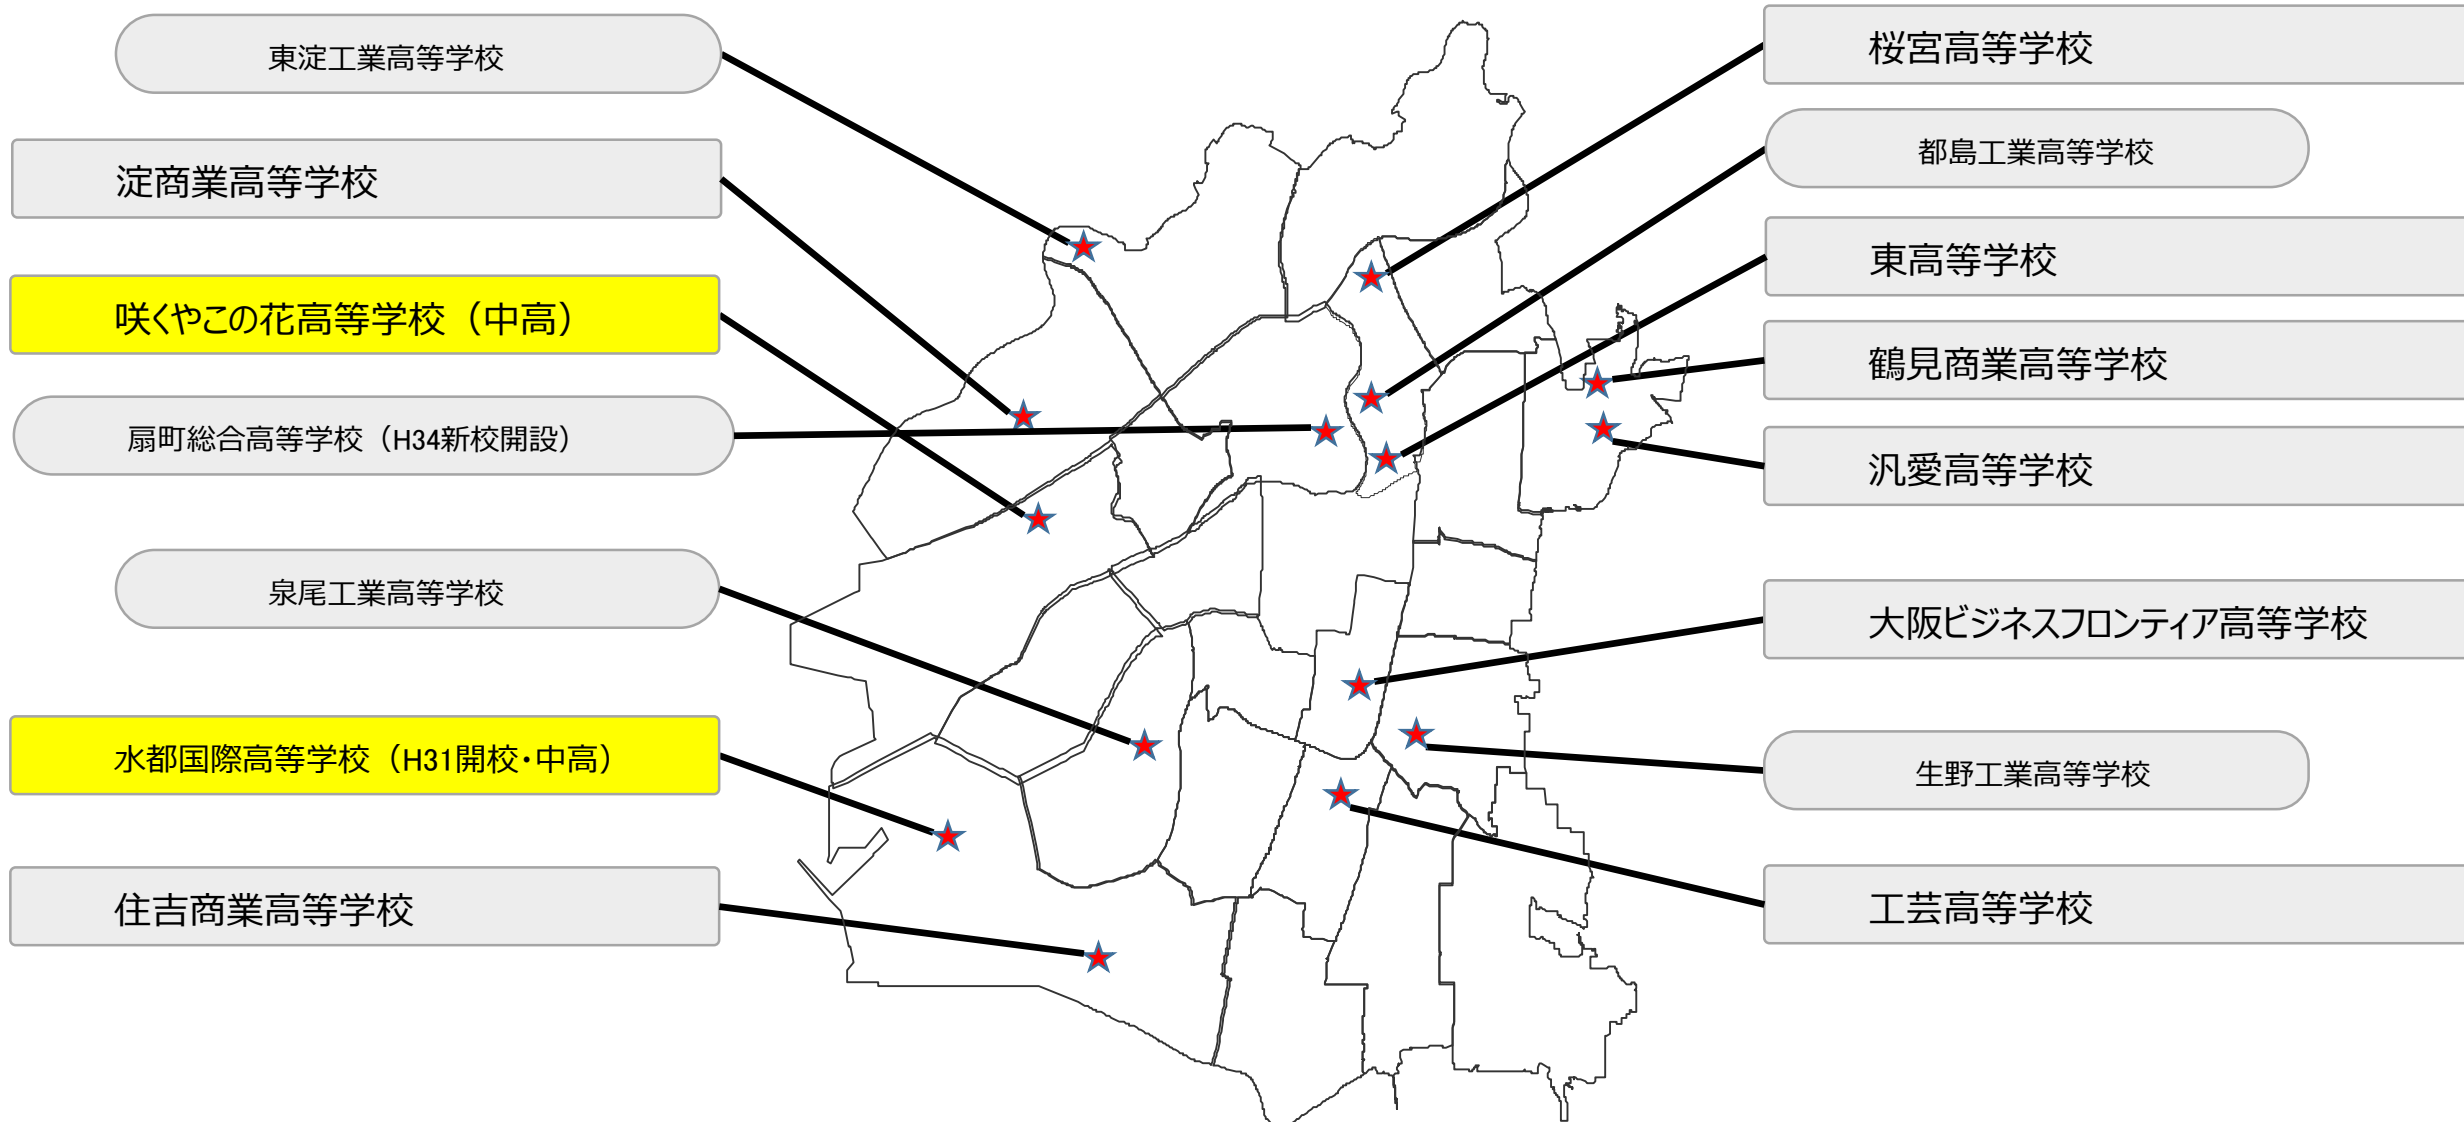 東淀工業高等学校
淀商業高等学校
咲くやこの花高等学校（中高）
扇町総合高等学校（H34新校開設）
泉尾工業高等学校
水都国際高等学校（H31開校・中高）
住吉商業高等学校
桜宮高等学校
都島工業高等学校
東高等学校
鶴見商業高等学校
汎愛高等学校
大阪ビジネスフロンティア高等学校
生野工業高等学校
工芸高等学校